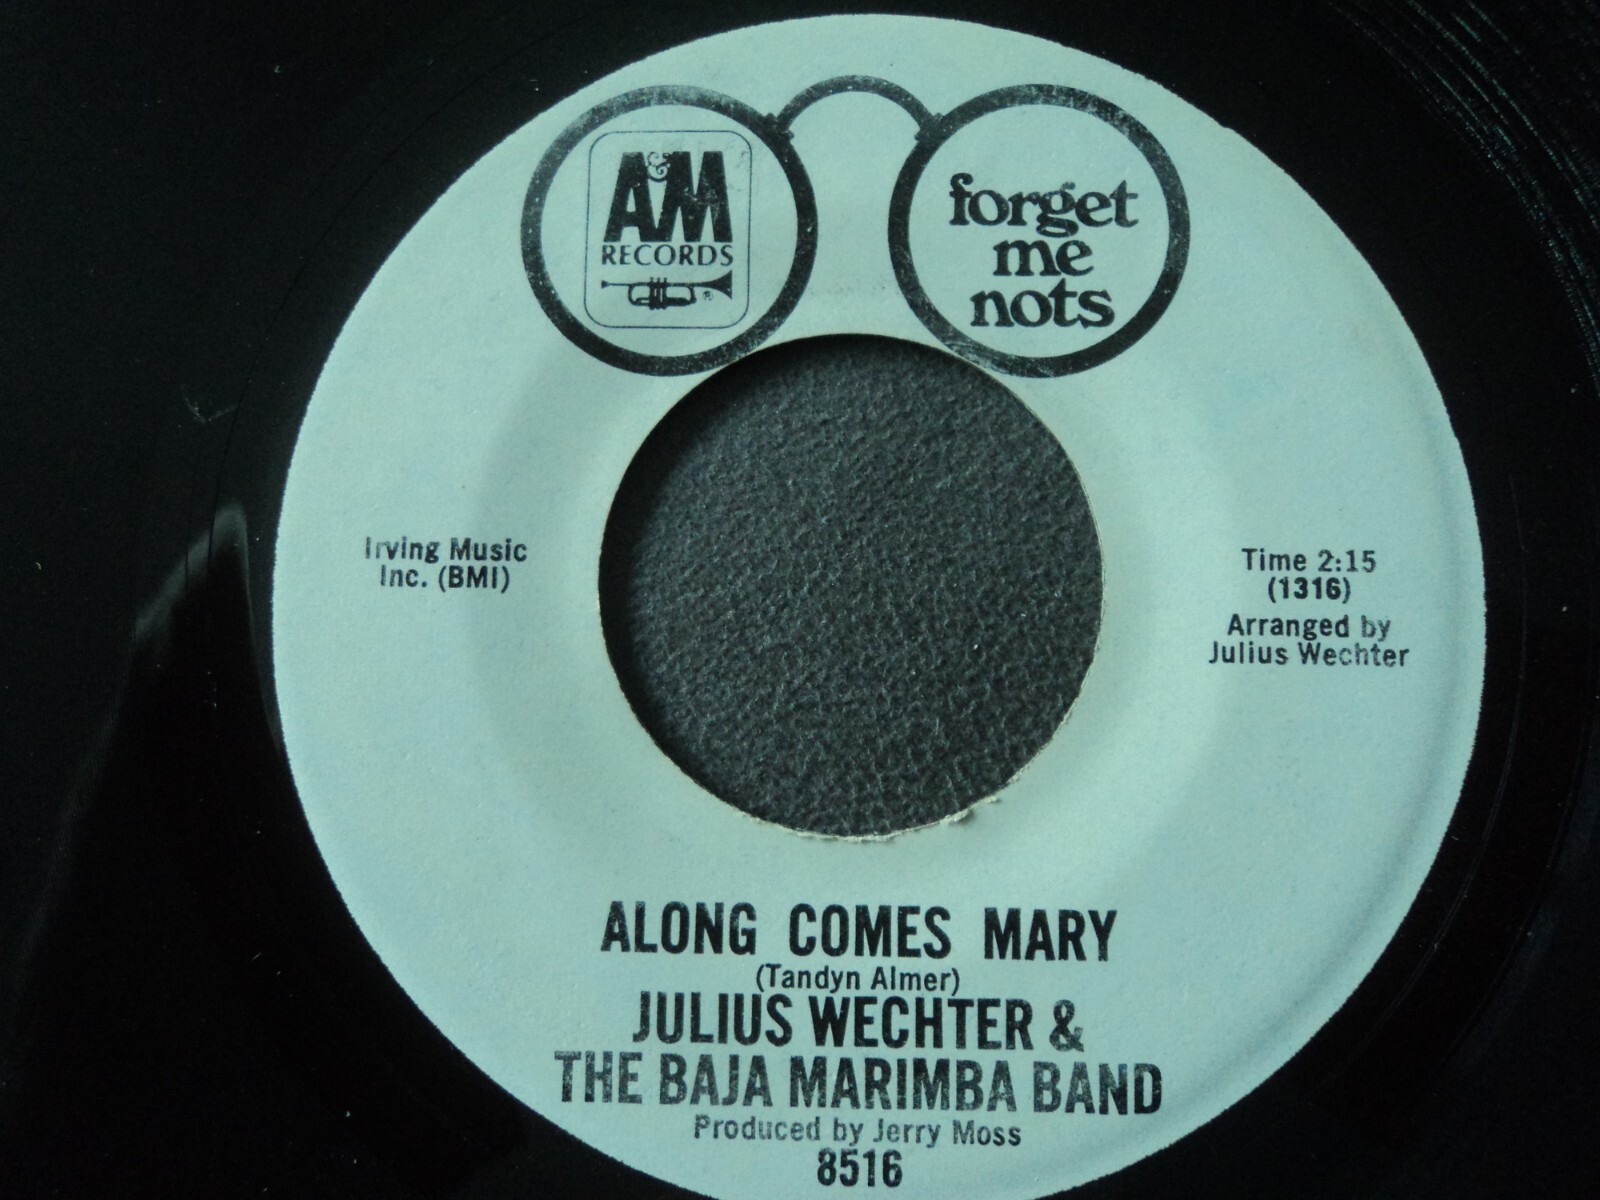 A&M
RECORDS
®
forget
me
nots
Irving Music
Inc. (BMI)
Time 2:15
(1316)
Arranged by
Julius Wechter
ALONG COMES MARY
(Tandyn Almer)
JULIUS WECHTER &
THE BAJA MARIMBA BAND
Produced by Jerry Moss
8516